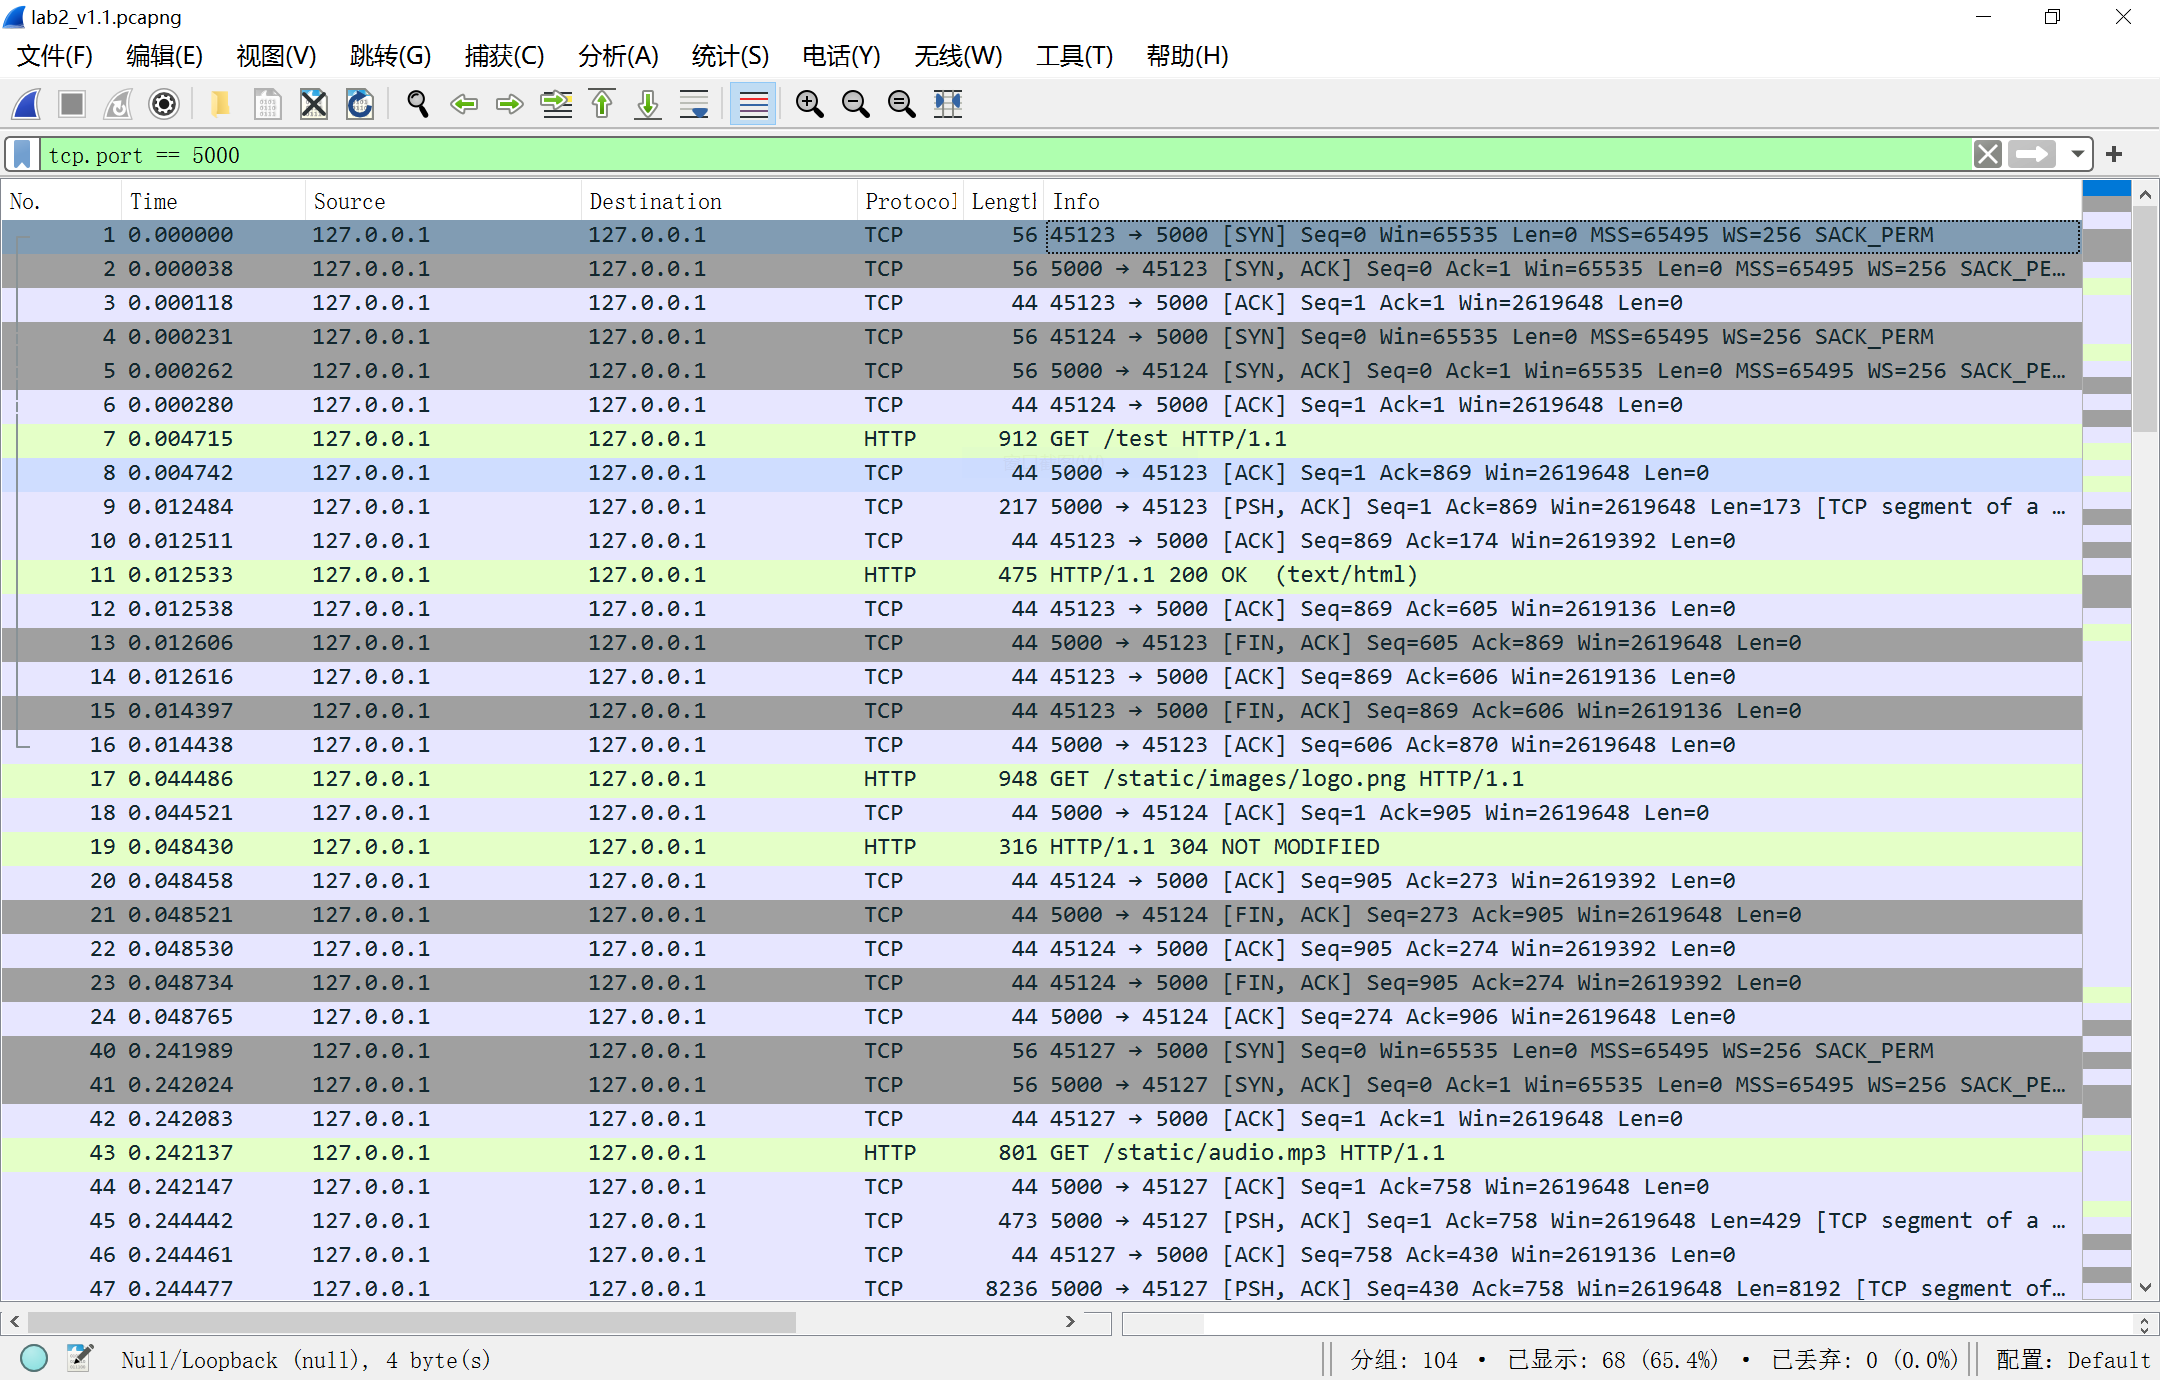 lab2_v1.1.pcapng
文件(F) 编辑(E) 视图(V) 跳转(G) 捕获(C) 分析(A) 统计(S) 电话(Y) 无线(W) 工具(T) 帮助(H)
tcp.port == 5000
No. Time Source Destination Protocol Length Info
1 0.000000 127.0.0.1 127.0.0.1 TCP 56 45123 → 5000 [SYN] Seq=0 Win=65535 Len=0 MSS=65495 WS=256 SACK_PERM
2 0.000038 127.0.0.1 127.0.0.1 TCP 56 5000 → 45123 [SYN, ACK] Seq=0 Ack=1 Win=65535 Len=0 MSS=65495 WS=256 SACK_PE…
3 0.000118 127.0.0.1 127.0.0.1 TCP 44 45123 → 5000 [ACK] Seq=1 Ack=1 Win=2619648 Len=0
4 0.000231 127.0.0.1 127.0.0.1 TCP 56 45124 → 5000 [SYN] Seq=0 Win=65535 Len=0 MSS=65495 WS=256 SACK_PERM
5 0.000262 127.0.0.1 127.0.0.1 TCP 56 5000 → 45124 [SYN, ACK] Seq=0 Ack=1 Win=65535 Len=0 MSS=65495 WS=256 SACK_PE…
6 0.000280 127.0.0.1 127.0.0.1 TCP 44 45124 → 5000 [ACK] Seq=1 Ack=1 Win=2619648 Len=0
7 0.004715 127.0.0.1 127.0.0.1 HTTP 912 GET /test HTTP/1.1
8 0.004742 127.0.0.1 127.0.0.1 TCP 44 5000 → 45123 [ACK] Seq=1 Ack=869 Win=2619648 Len=0
9 0.012484 127.0.0.1 127.0.0.1 TCP 217 5000 → 45123 [PSH, ACK] Seq=1 Ack=869 Win=2619648 Len=173 [TCP segment of a …
10 0.012511 127.0.0.1 127.0.0.1 TCP 44 45123 → 5000 [ACK] Seq=869 Ack=174 Win=2619392 Len=0
11 0.012533 127.0.0.1 127.0.0.1 HTTP 475 HTTP/1.1 200 OK  (text/html)
12 0.012538 127.0.0.1 127.0.0.1 TCP 44 45123 → 5000 [ACK] Seq=869 Ack=605 Win=2619136 Len=0
13 0.012606 127.0.0.1 127.0.0.1 TCP 44 5000 → 45123 [FIN, ACK] Seq=605 Ack=869 Win=2619648 Len=0
14 0.012616 127.0.0.1 127.0.0.1 TCP 44 45123 → 5000 [ACK] Seq=869 Ack=606 Win=2619136 Len=0
15 0.014397 127.0.0.1 127.0.0.1 TCP 44 45123 → 5000 [FIN, ACK] Seq=869 Ack=606 Win=2619136 Len=0
16 0.014438 127.0.0.1 127.0.0.1 TCP 44 5000 → 45123 [ACK] Seq=606 Ack=870 Win=2619648 Len=0
17 0.044486 127.0.0.1 127.0.0.1 HTTP 948 GET /static/images/logo.png HTTP/1.1
18 0.044521 127.0.0.1 127.0.0.1 TCP 44 5000 → 45124 [ACK] Seq=1 Ack=905 Win=2619648 Len=0
19 0.048430 127.0.0.1 127.0.0.1 HTTP 316 HTTP/1.1 304 NOT MODIFIED
20 0.048458 127.0.0.1 127.0.0.1 TCP 44 45124 → 5000 [ACK] Seq=905 Ack=273 Win=2619392 Len=0
21 0.048521 127.0.0.1 127.0.0.1 TCP 44 5000 → 45124 [FIN, ACK] Seq=273 Ack=905 Win=2619648 Len=0
22 0.048530 127.0.0.1 127.0.0.1 TCP 44 45124 → 5000 [ACK] Seq=905 Ack=274 Win=2619392 Len=0
23 0.048734 127.0.0.1 127.0.0.1 TCP 44 45124 → 5000 [FIN, ACK] Seq=905 Ack=274 Win=2619392 Len=0
24 0.048765 127.0.0.1 127.0.0.1 TCP 44 5000 → 45124 [ACK] Seq=274 Ack=906 Win=2619648 Len=0
40 0.241989 127.0.0.1 127.0.0.1 TCP 56 45127 → 5000 [SYN] Seq=0 Win=65535 Len=0 MSS=65495 WS=256 SACK_PERM
41 0.242024 127.0.0.1 127.0.0.1 TCP 56 5000 → 45127 [SYN, ACK] Seq=0 Ack=1 Win=65535 Len=0 MSS=65495 WS=256 SACK_PE…
42 0.242083 127.0.0.1 127.0.0.1 TCP 44 45127 → 5000 [ACK] Seq=1 Ack=1 Win=2619648 Len=0
43 0.242137 127.0.0.1 127.0.0.1 HTTP 801 GET /static/audio.mp3 HTTP/1.1
44 0.242147 127.0.0.1 127.0.0.1 TCP 44 5000 → 45127 [ACK] Seq=1 Ack=758 Win=2619648 Len=0
45 0.244442 127.0.0.1 127.0.0.1 TCP 473 5000 → 45127 [PSH, ACK] Seq=1 Ack=758 Win=2619648 Len=429 [TCP segment of a …
46 0.244461 127.0.0.1 127.0.0.1 TCP 44 45127 → 5000 [ACK] Seq=758 Ack=430 Win=2619136 Len=0
47 0.244477 127.0.0.1 127.0.0.1 TCP 8236 5000 → 45127 [PSH, ACK] Seq=430 Ack=758 Win=2619648 Len=8192 [TCP segment of…
Null/Loopback (null), 4 byte(s) 分组: 104 · 已显示: 68 (65.4%) · 已丢弃: 0 (0.0%) 配置: Default